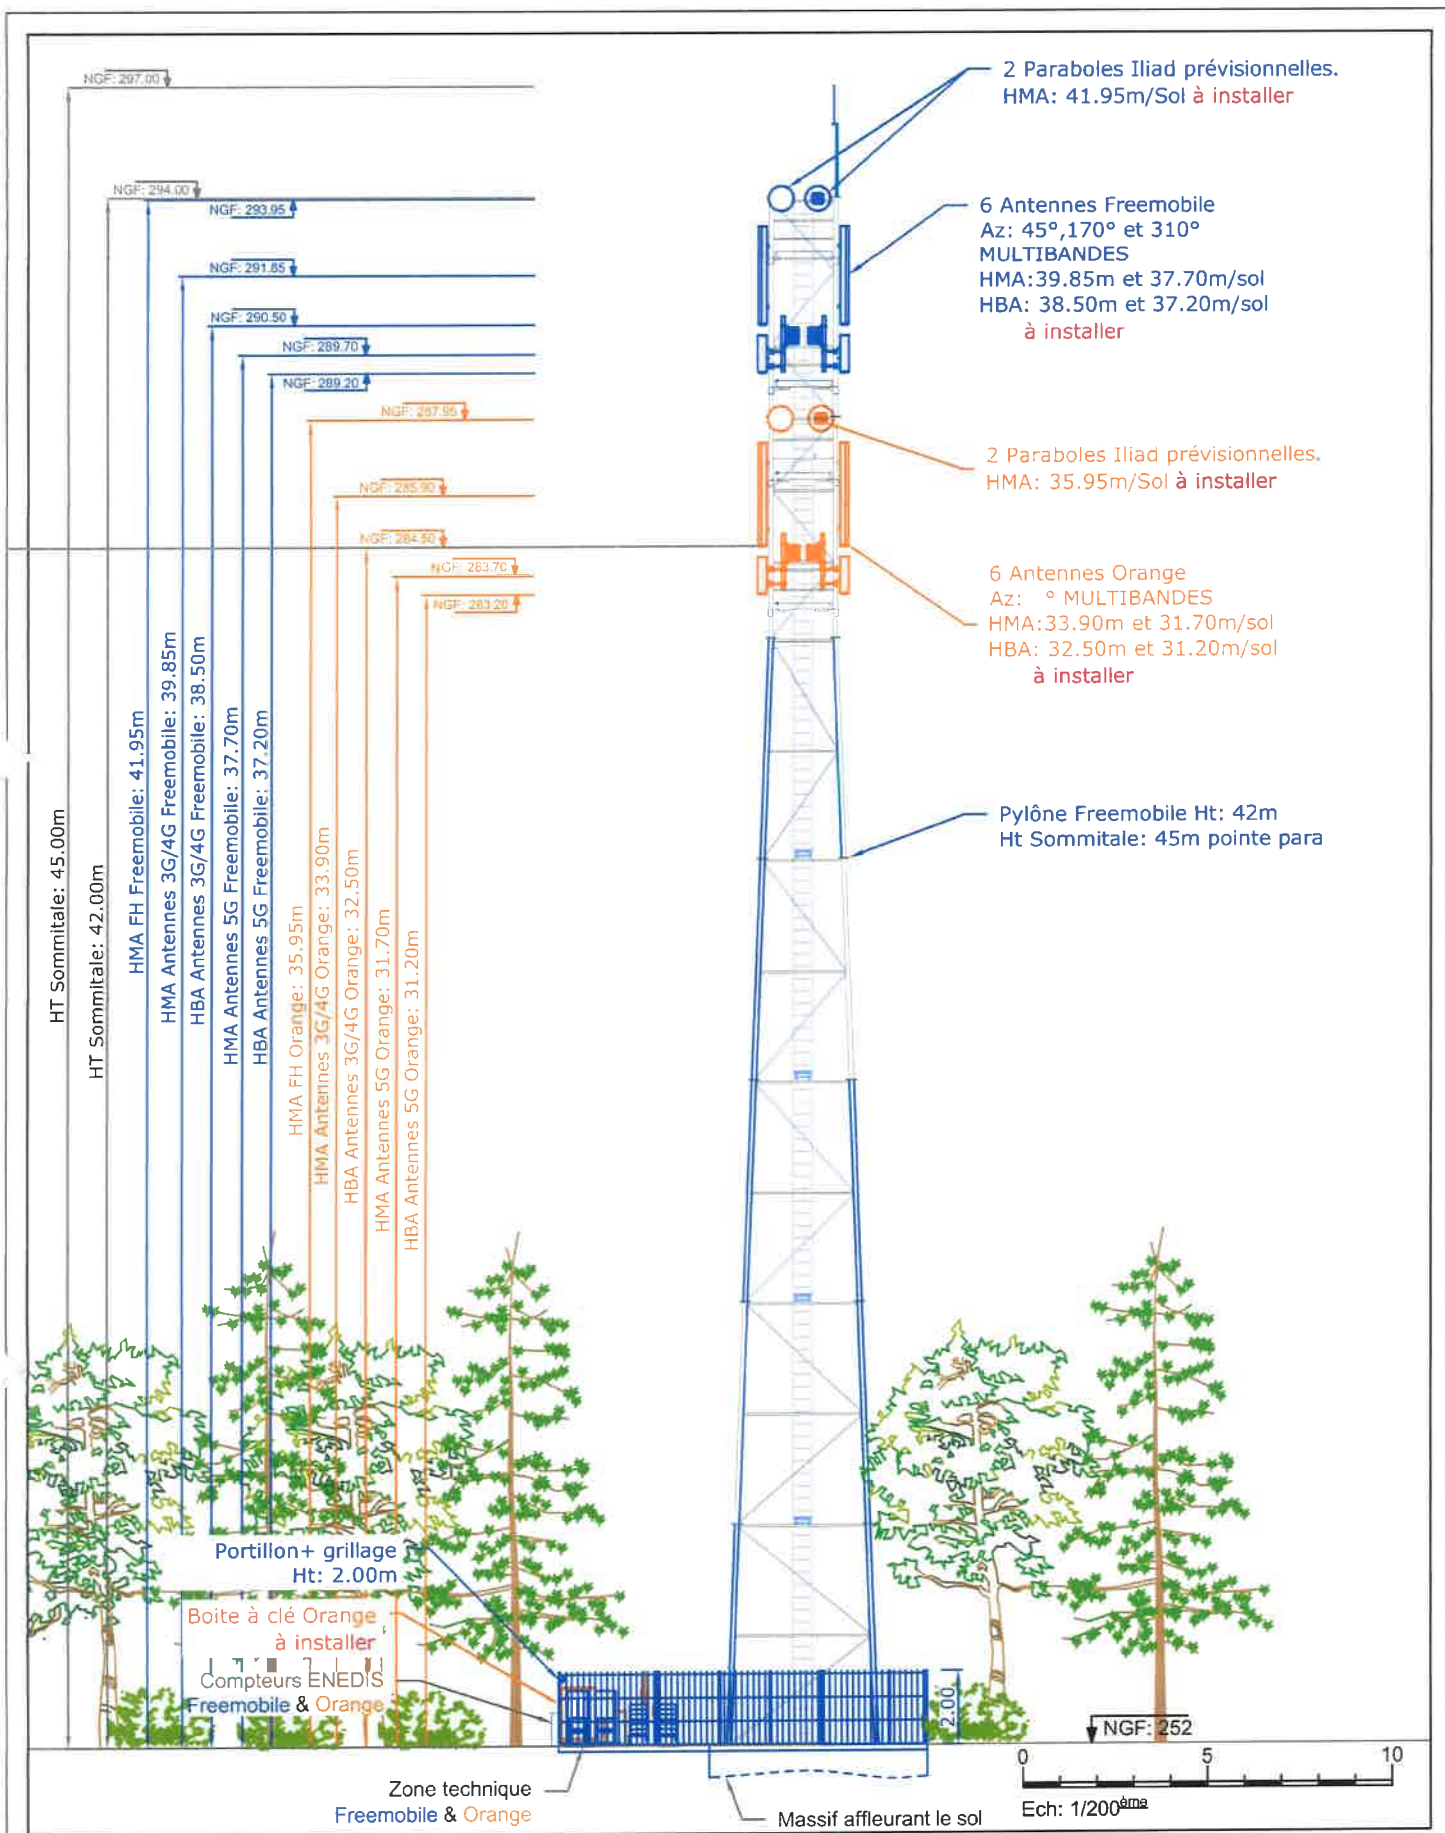 NGF: 297.00
NGF: 294.00
NGF: 293.95
NGF: 291.85
NGF: 290.50
NGF: 289.70
NGF: 289.20
NGF: 287.95
NGF: 285.90
NGF: 284.50
NGF: 283.70
NGF: 283.20
2 Paraboles Iliad prévisionnelles.
HMA: 41.95m/Sol à installer
6 Antennes Freemobile
Az: 45°,170° et 310°
MULTIBANDES
HMA:39.85m et 37.70m/sol
HBA: 38.50m et 37.20m/sol
à installer
2 Paraboles Iliad prévisionnelles.
HMA: 35.95m/Sol à installer
6 Antennes Orange
Az: ° MULTIBANDES
HMA:33.90m et 31.70m/sol
HBA: 32.50m et 31.20m/sol
à installer
Pylône Freemobile Ht: 42m
Ht Sommitale: 45m pointe para
HT Sommitale: 45.00m
HT Sommitale: 42.00m
HMA FH Freemobile: 41.95m
HMA Antennes 3G/4G Freemobile: 39.85m
HBA Antennes 3G/4G Freemobile: 38.50m
HMA Antennes 5G Freemobile: 37.70m
HBA Antennes 5G Freemobile: 37.20m
HMA FH Orange: 35.95m
HMA Antennes 3G/4G Orange: 33.90m
HBA Antennes 3G/4G Orange: 32.50m
HMA Antennes 5G Orange: 31.70m
HBA Antennes 5G Orange: 31.20m
Portillon+ grillage
Ht: 2.00m
Boite à clé Orange
à installer
Compteurs ENEDIS
Freemobile & Orange
2.00
NGF: 252
Zone technique
Freemobile & Orange
Massif affleurant le sol
0 5 10
Ech: 1/200ème